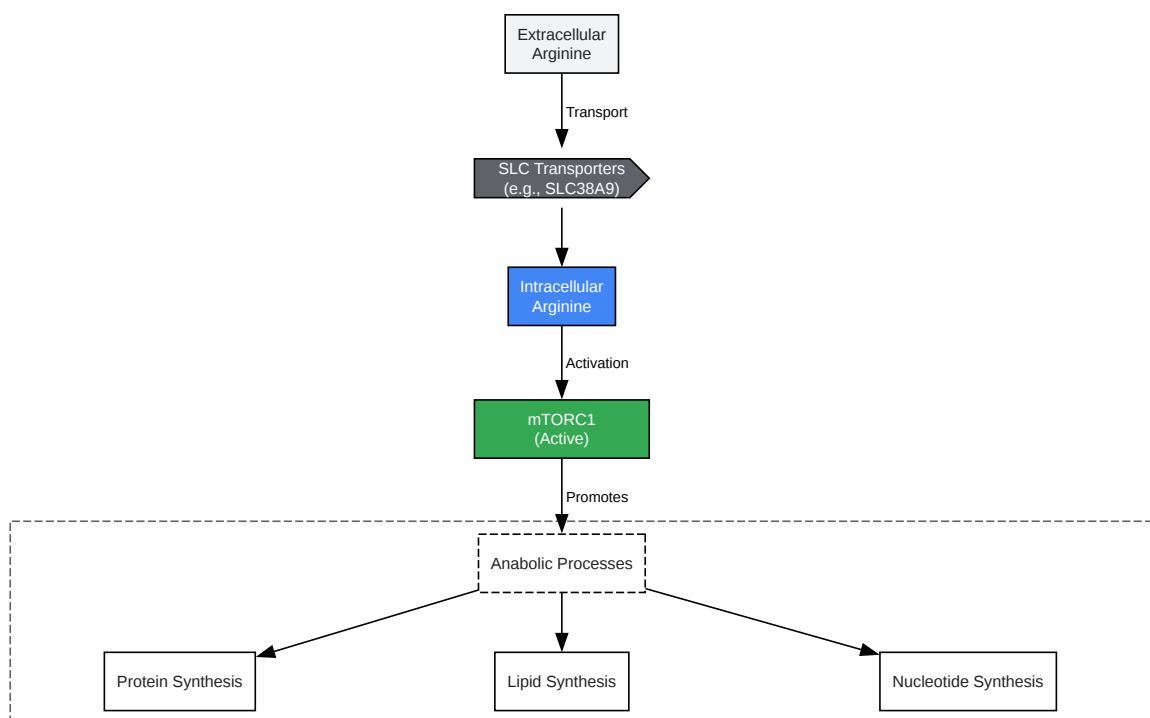 Extracellular
Arginine
Transport
SLC Transporters
(e.g., SLC38A9)
Intracellular
Arginine
Activation
mTORC1
(Active)
Promotes
Anabolic Processes
Protein Synthesis
Lipid Synthesis
Nucleotide Synthesis